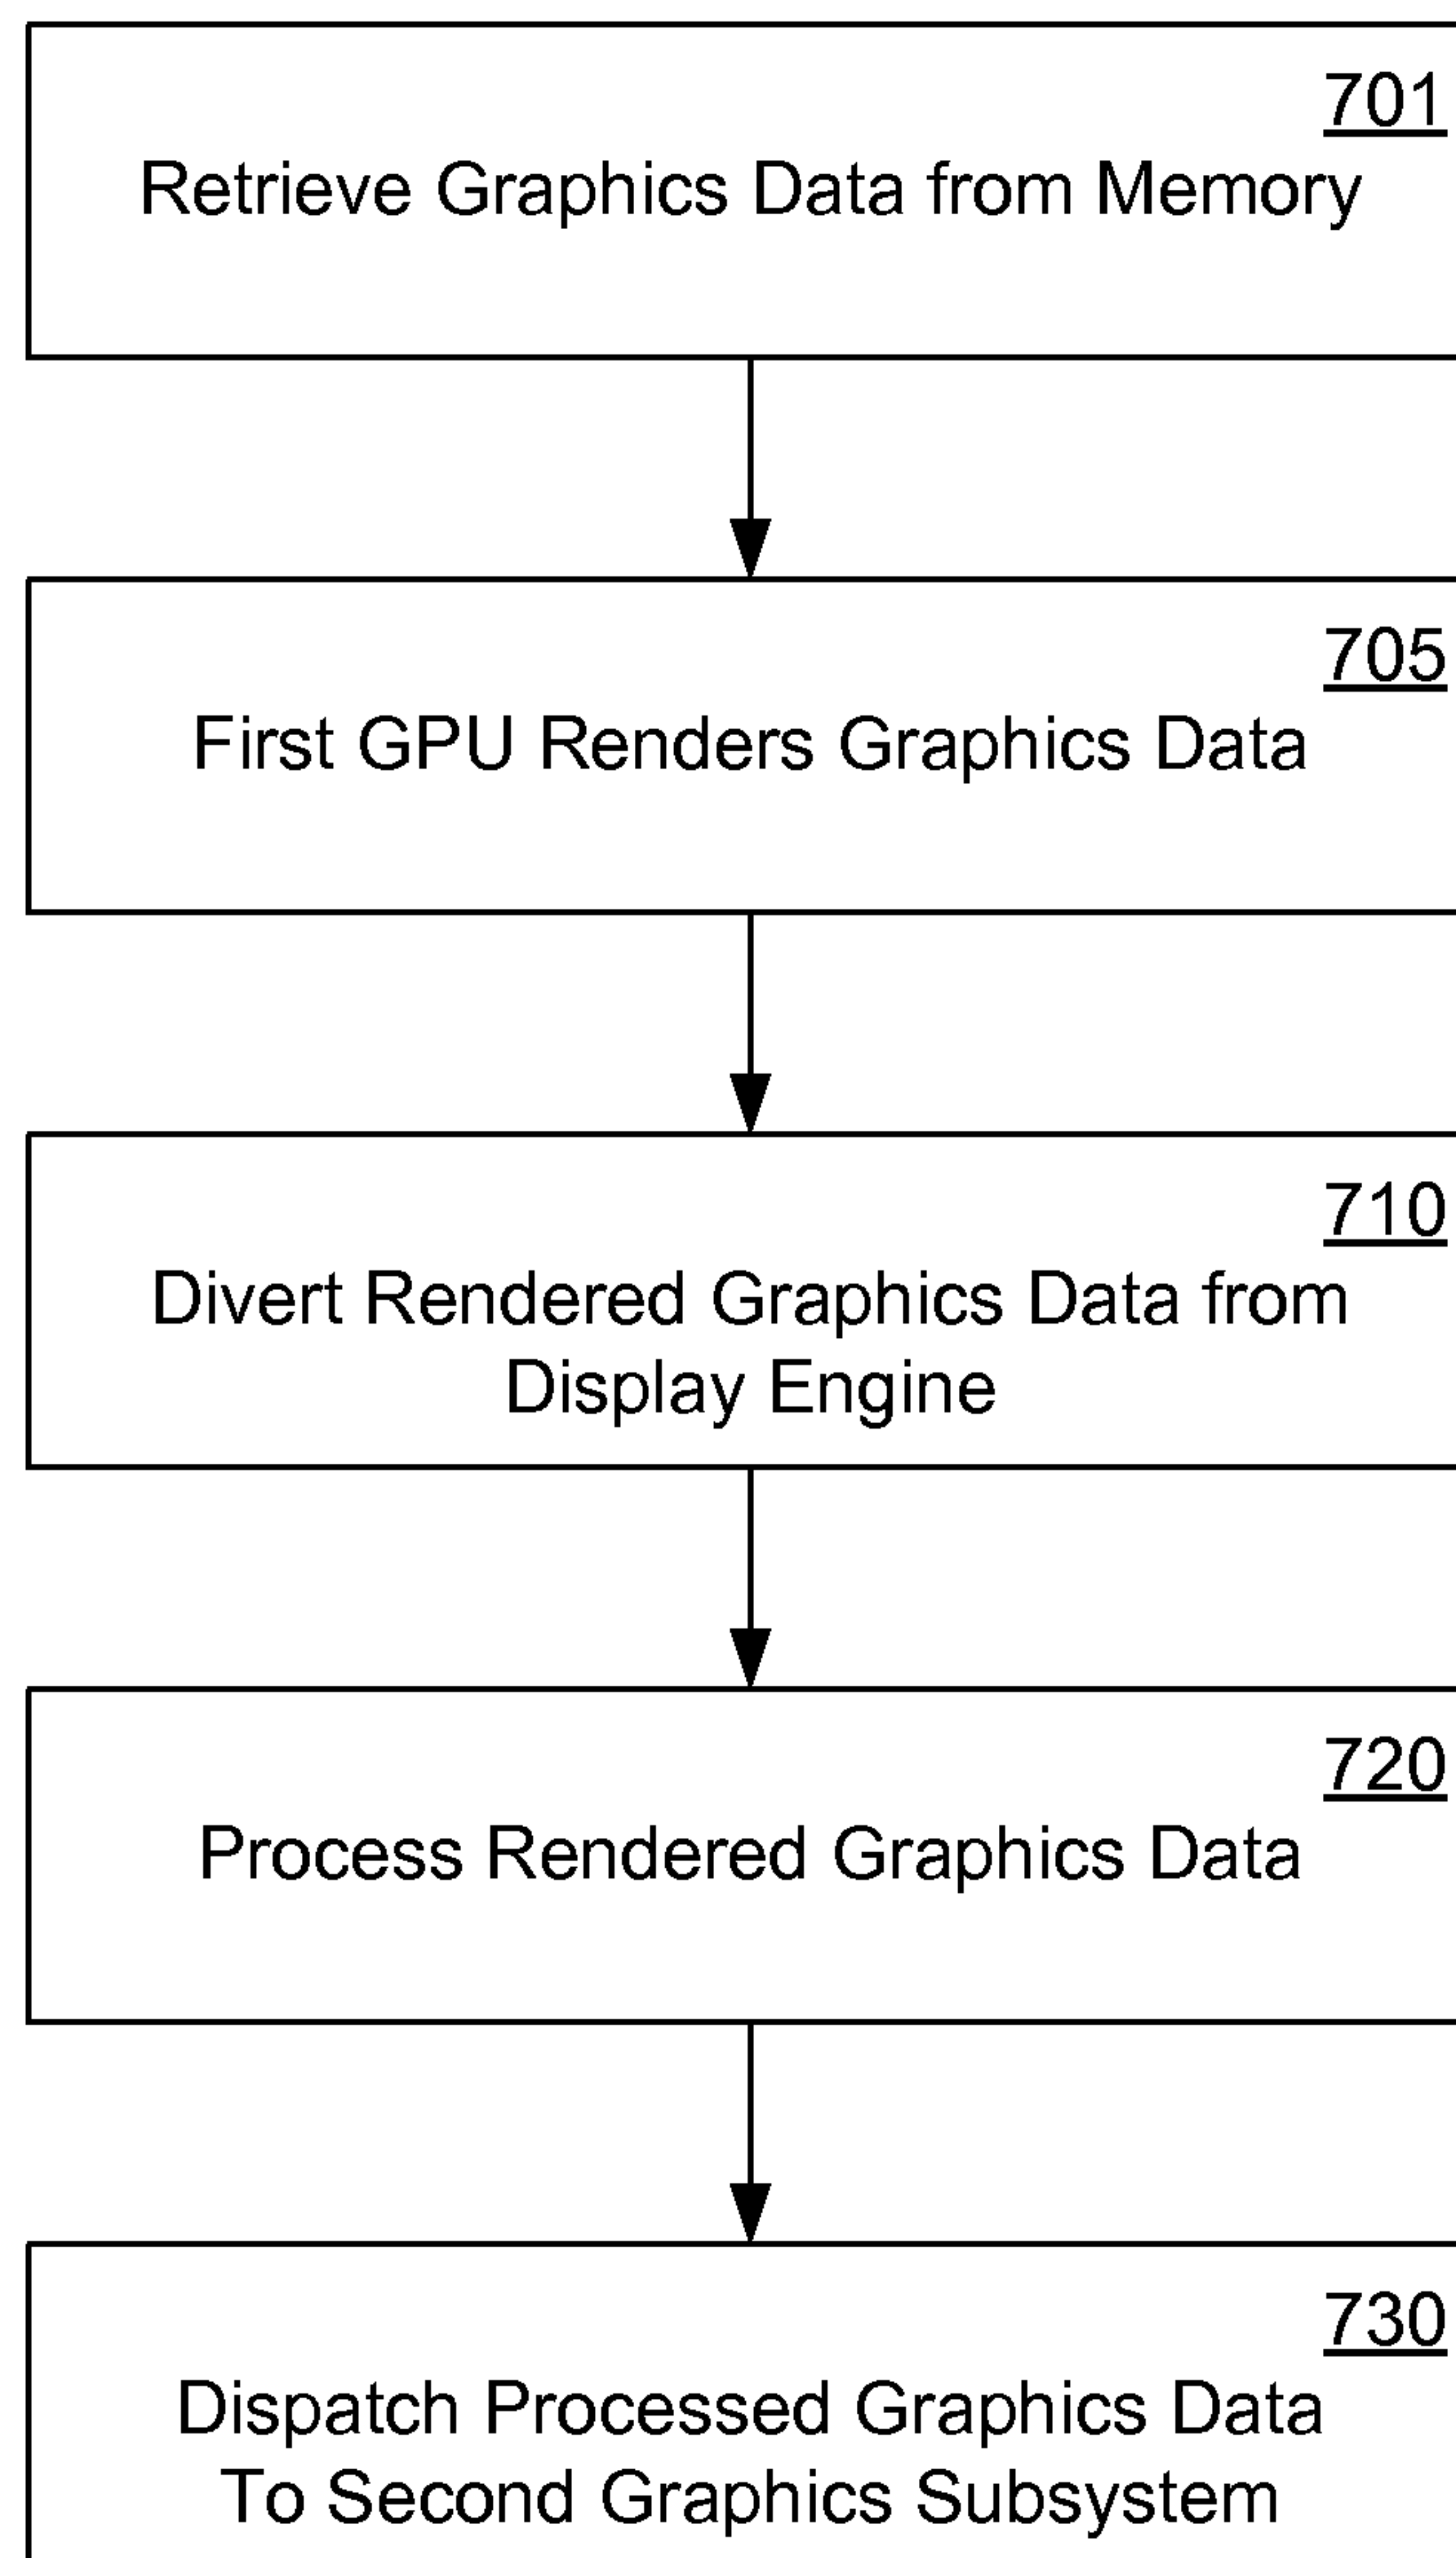 701
Retrieve Graphics Data from Memory
705
First GPU Renders Graphics Data
710
Divert Rendered Graphics Data from
Display Engine
720
Process Rendered Graphics Data
730
Dispatch Processed Graphics Data
To Second Graphics Subsystem